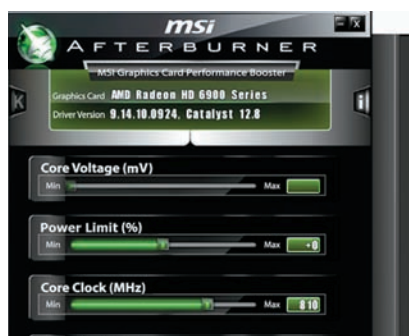 msi
AFTERBURNER
MSI Graphics Card Performance Booster
Graphics Card AMD Radeon HD 6900 Series
Driver Version 9.14.10.0924, Catalyst 12.8
K
i
Core Voltage (mV)
Min Max
Power Limit (%)
Min Max +0
Core Clock (MHz)
Min Max 810